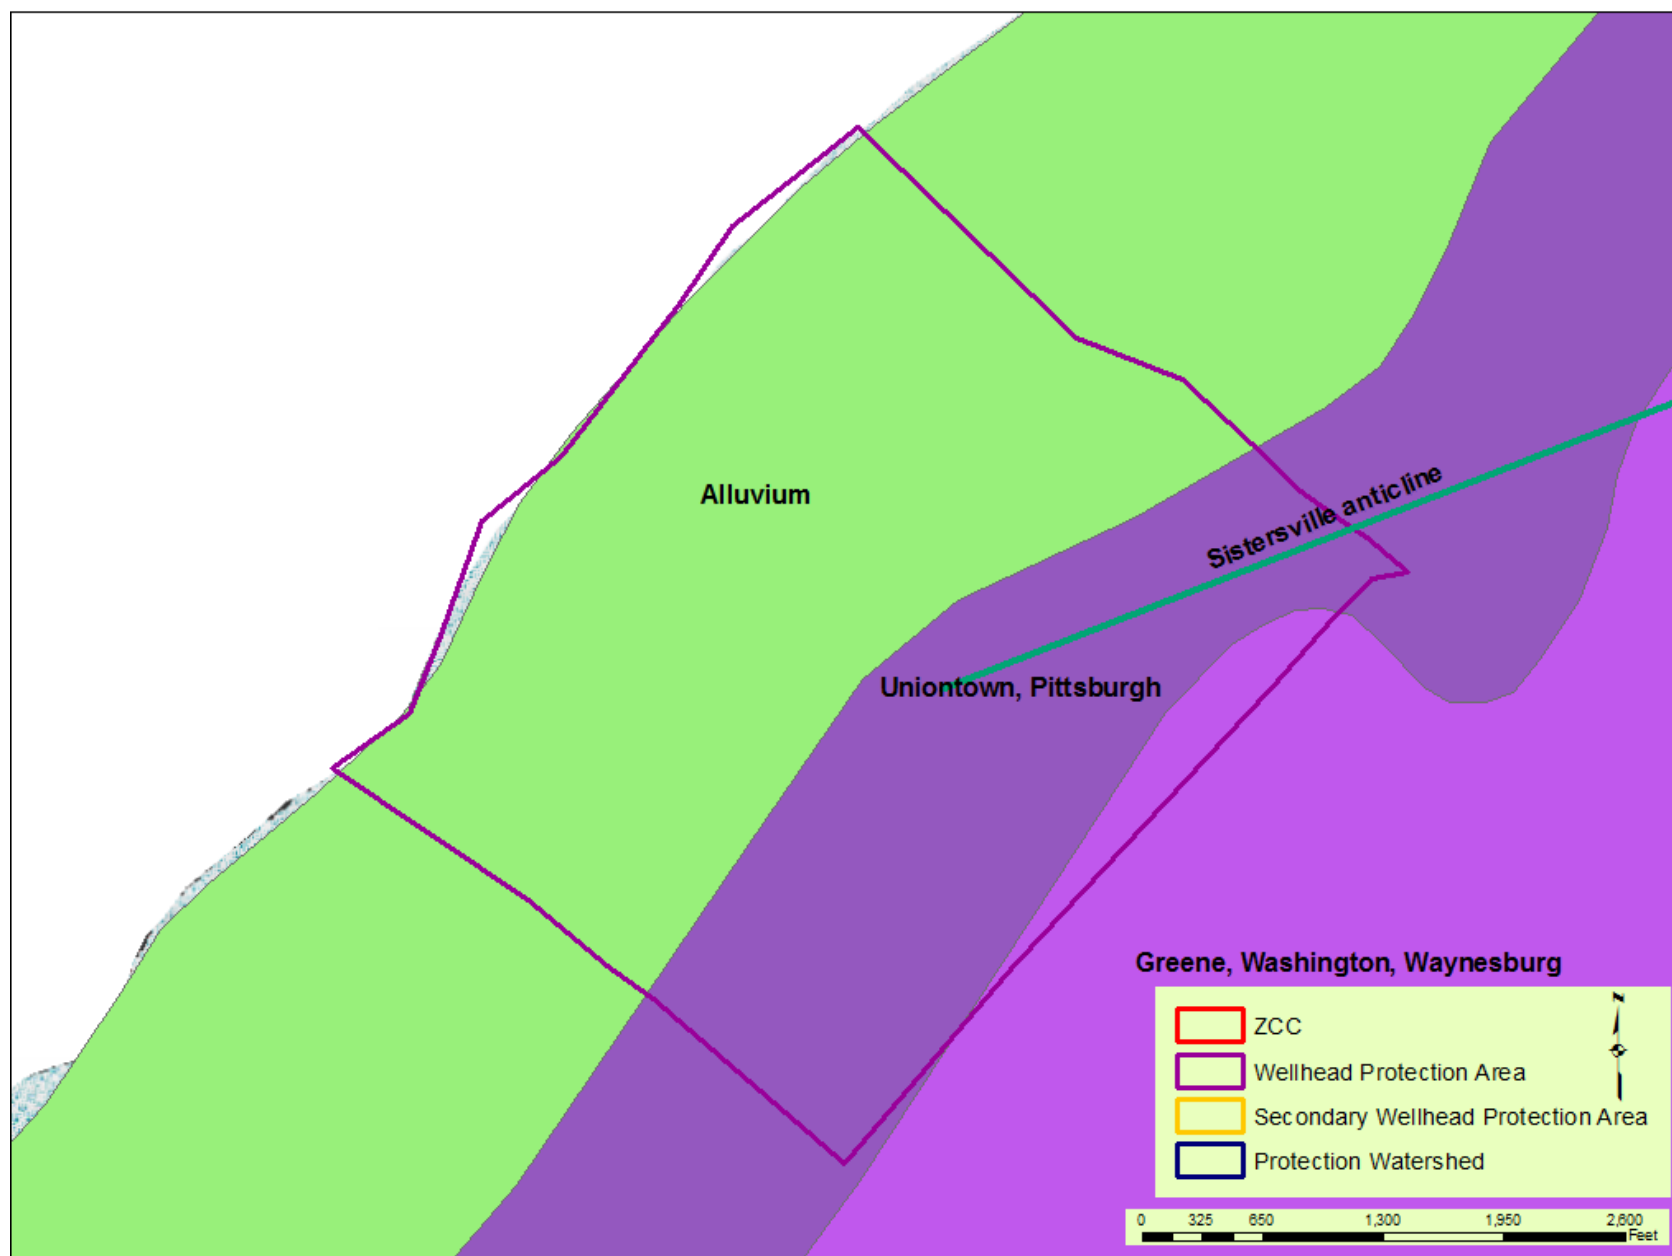 Alluvium
Sistersville anticline
Uniontown, Pittsburgh
Greene, Washington, Waynesburg
N
ZCC
Wellhead Protection Area
Secondary Wellhead Protection Area
Protection Watershed
0 325 650 1,300 1,950 2,600
Feet